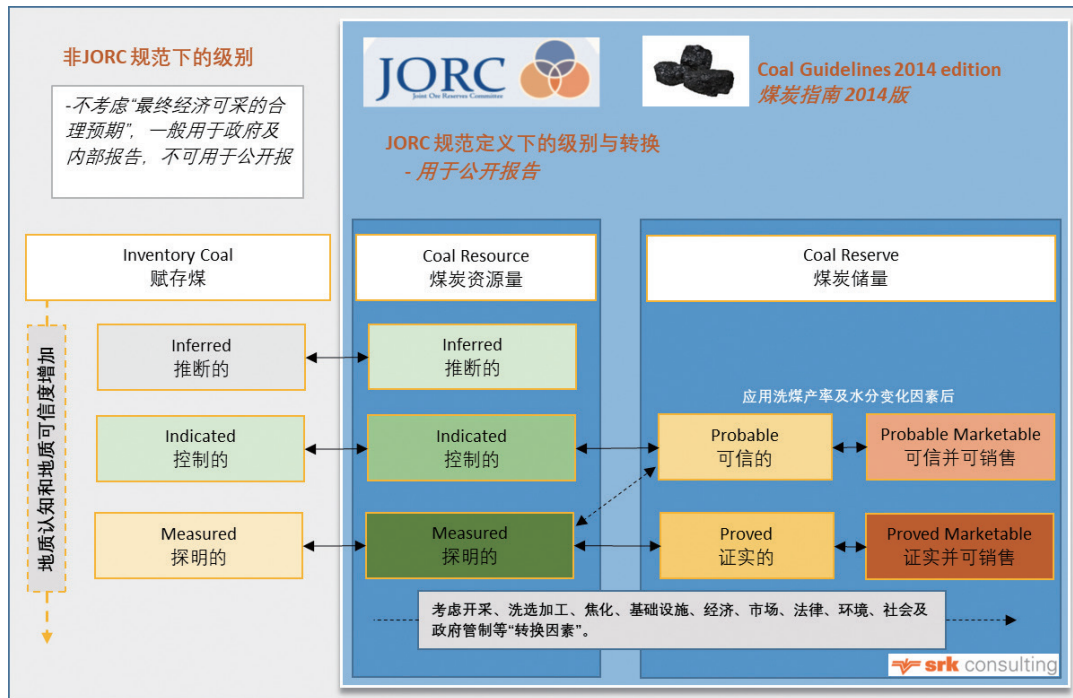 非JORC 规范下的级别
-不考虑“最终经济可采的合
理预期”，一般用于政府及
内部报告，不可用于公开报
JORC
Joint Ore Reserves Committee
Coal Guidelines 2014 edition
煤炭指南 2014版
JORC 规范定义下的级别与转换
- 用于公开报告
Inventory Coal
赋存煤
Coal Resource
煤炭资源量
Coal Reserve
煤炭储量
地质认知和地质可信度增加
Inferred
推断的
Inferred
推断的
应用洗煤产率及水分变化因素后
Indicated
控制的
Indicated
控制的
Probable
可信的
Probable Marketable
可信并可销售
Measured
探明的
Measured
探明的
Proved
证实的
Proved Marketable
证实并可销售
考虑开采、洗选加工、焦化、基础设施、经济、市场、法律、环境、社会及
政府管制等“转换因素”。
srk consulting